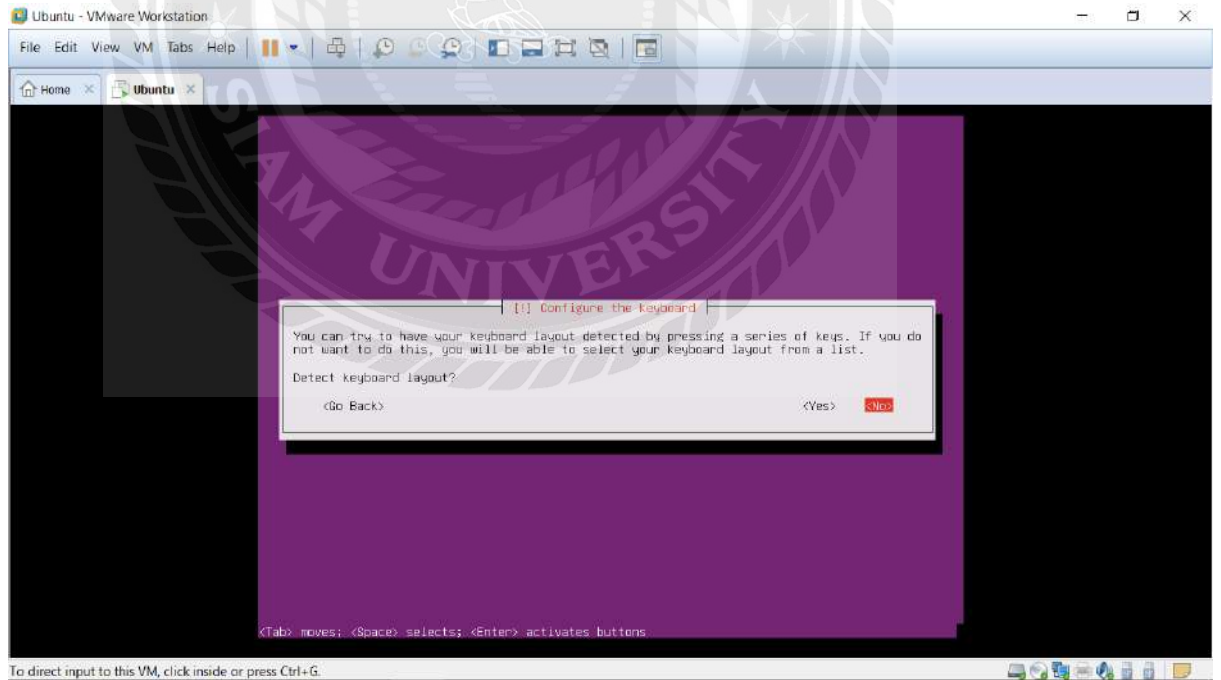 Ubuntu - VMware Workstation
File Edit View VM Tabs Help
Home
Ubuntu
SIAM UNIVERSITY
[!] Configure the keyboard
You can try to have your keyboard layout detected by pressing a series of keys. If you do
not want to do this, you will be able to select your keyboard layout from a list.
Detect keyboard layout?
<Go Back> <Yes> <No>
<Tab> moves; <Space> selects; <Enter> activates buttons
To direct input to this VM, click inside or press Ctrl+G.